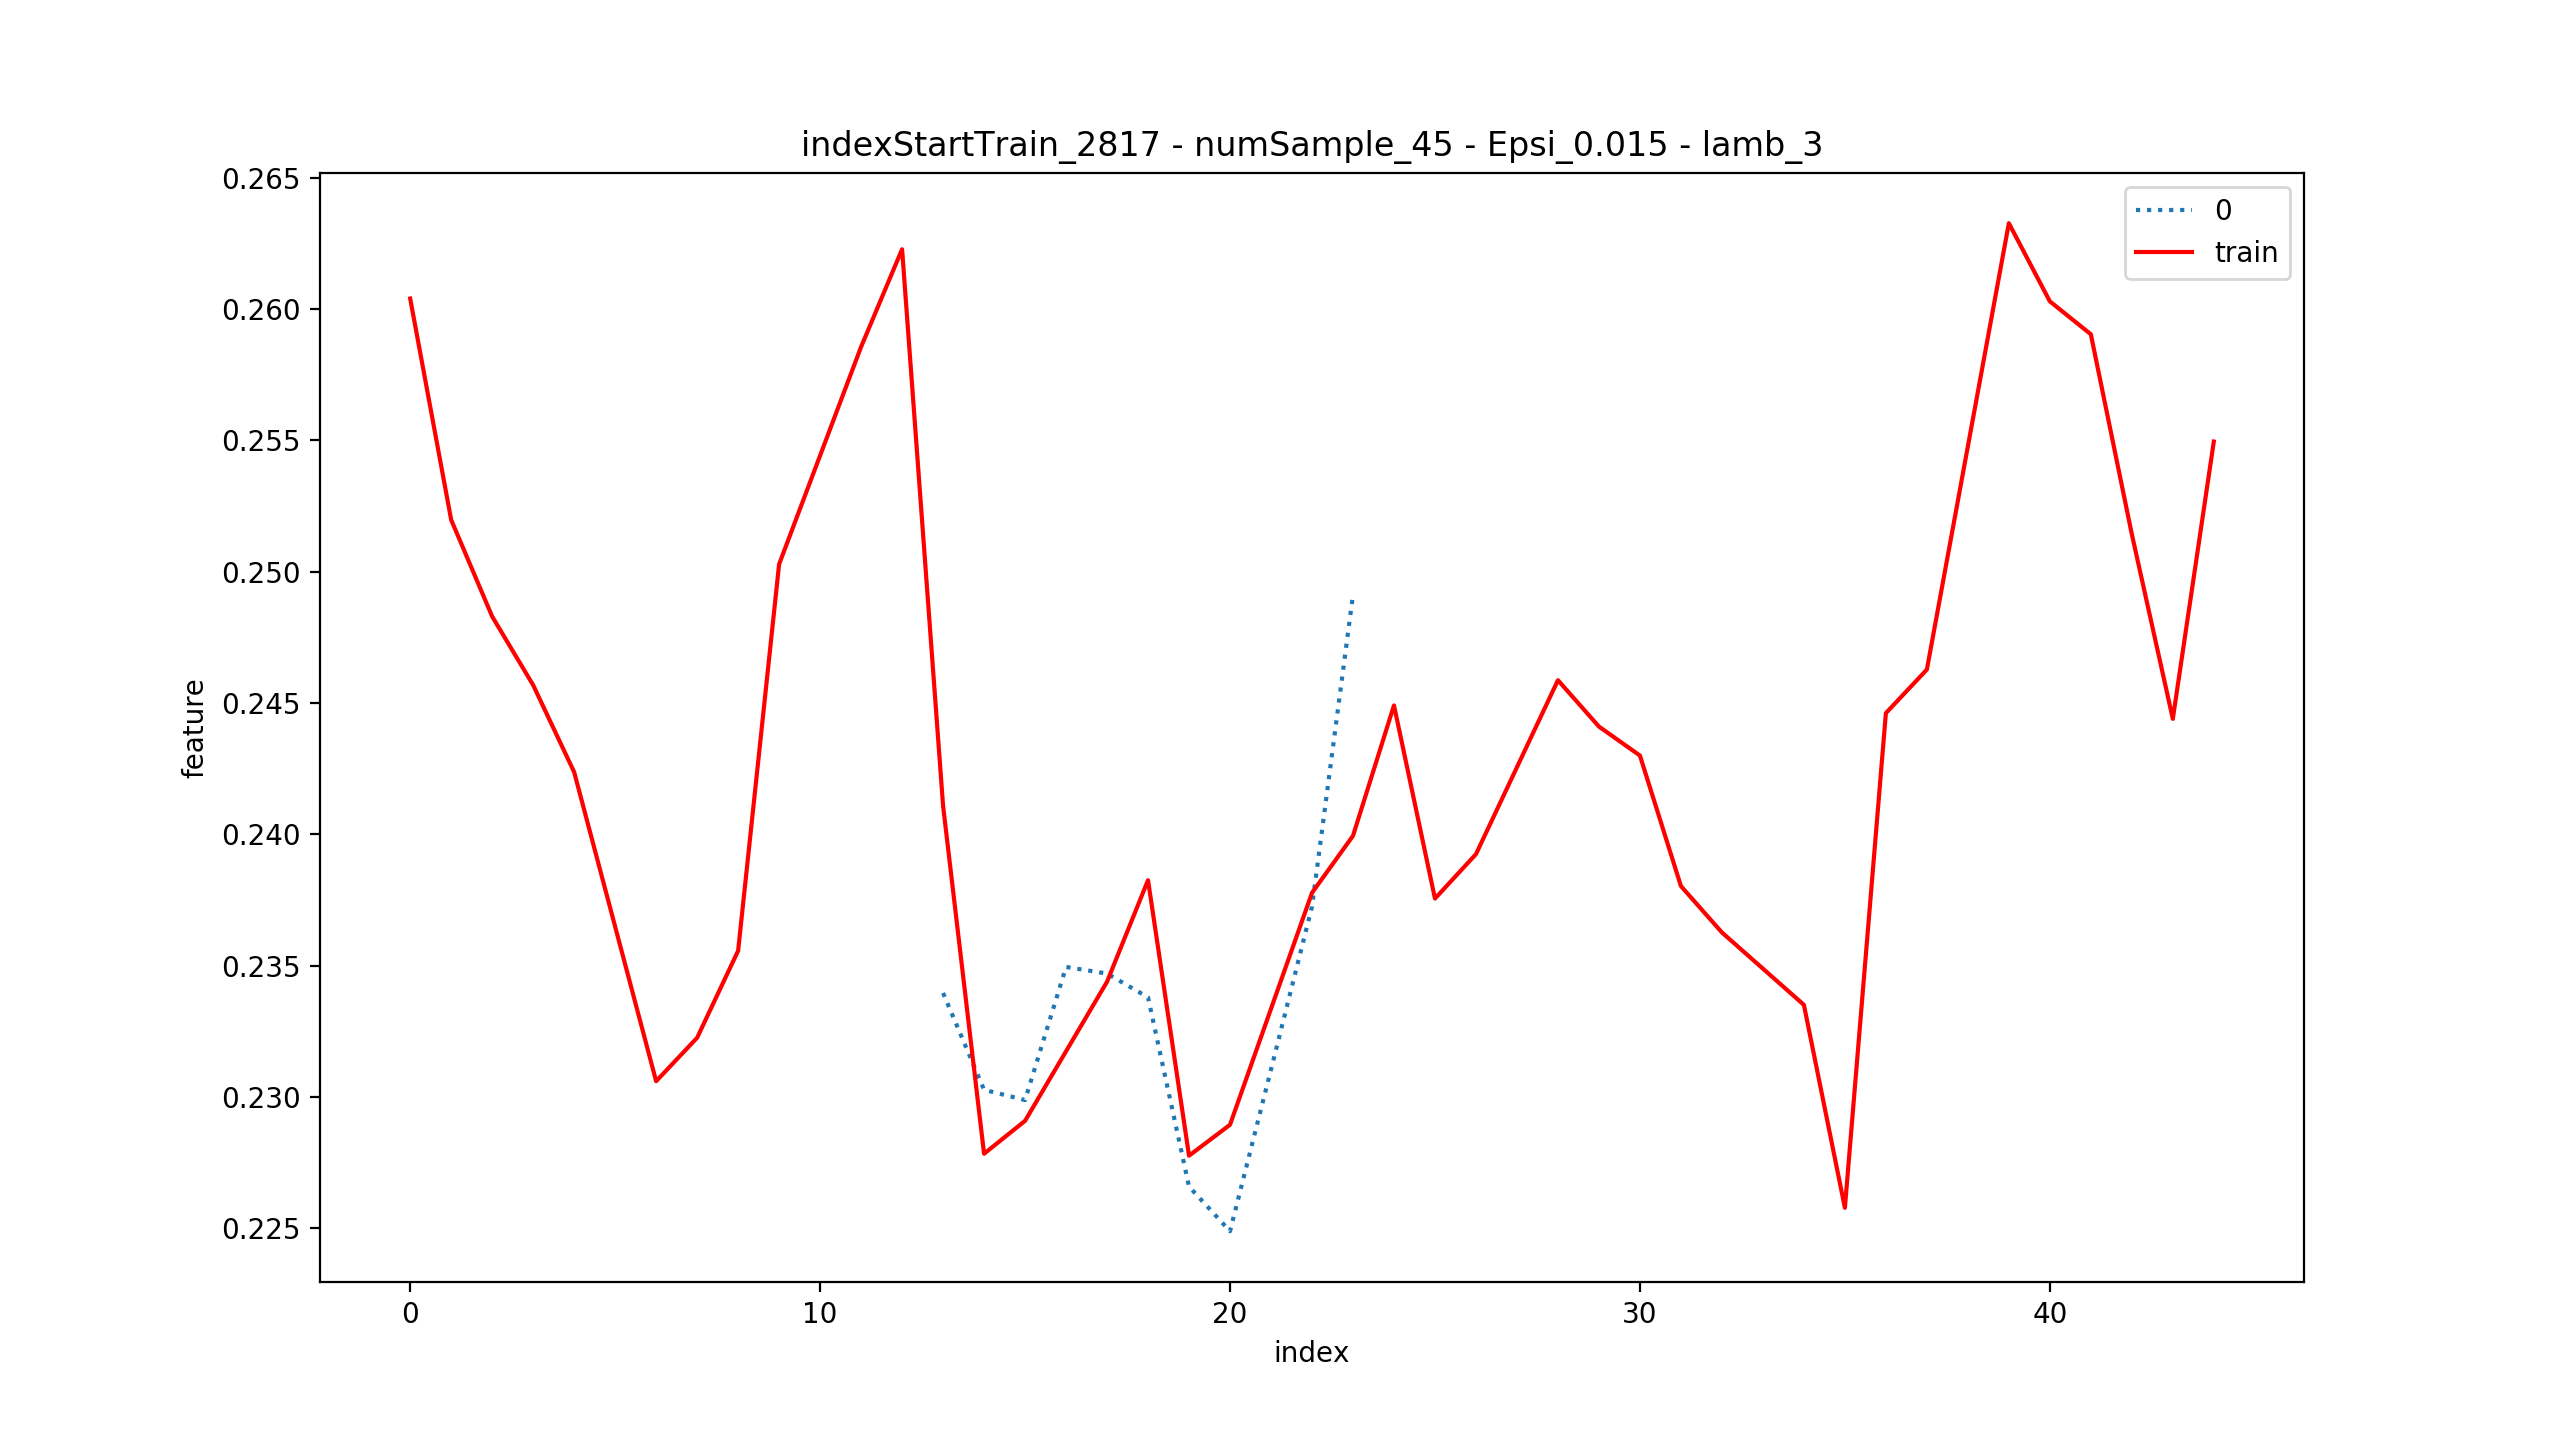 indexStartTrain_2817 - numSample_45 - Epsi_0.015 - lamb_3
0
train
feature
0.265
0.260
0.255
0.250
0.245
0.240
0.235
0.230
0.225
0 10 20 30 40
index